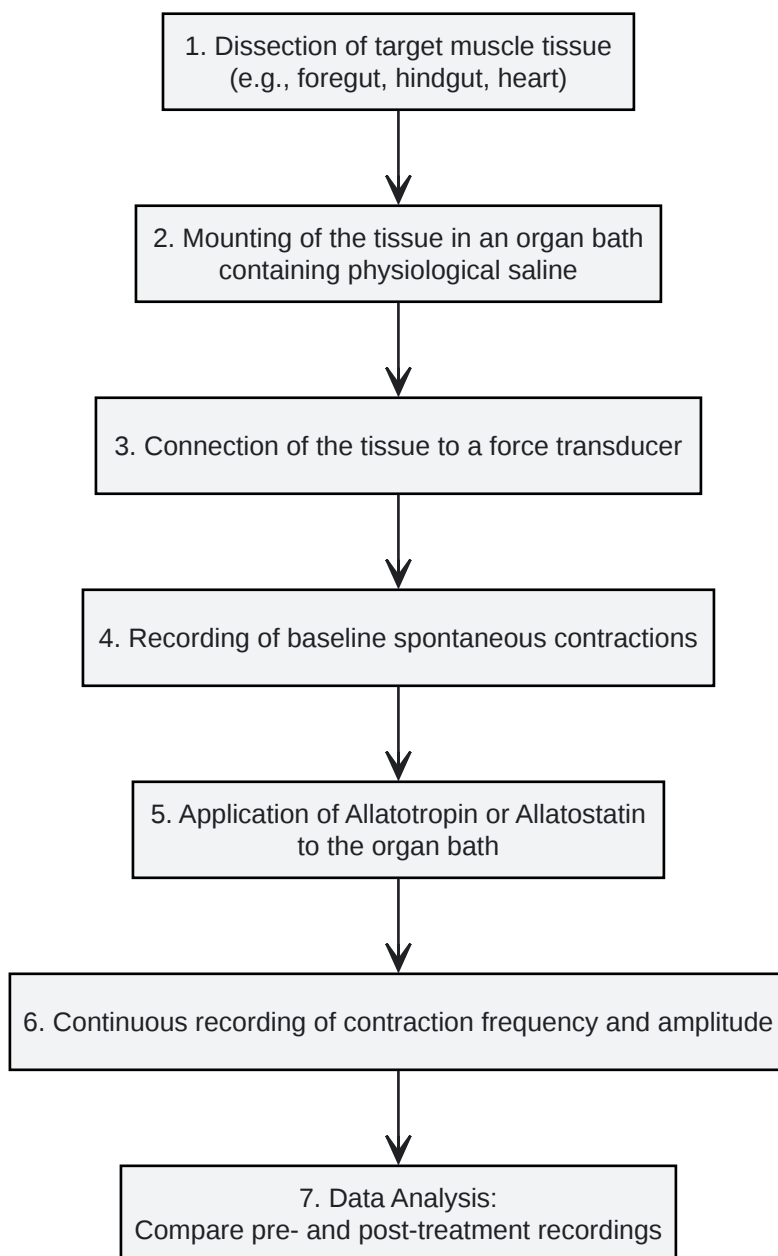 1. Dissection of target muscle tissue
(e.g., foregut, hindgut, heart)
2. Mounting of the tissue in an organ bath
containing physiological saline
3. Connection of the tissue to a force transducer
4. Recording of baseline spontaneous contractions
5. Application of Allatotropin or Allatostatin
to the organ bath
6. Continuous recording of contraction frequency and amplitude
7. Data Analysis:
Compare pre- and post-treatment recordings